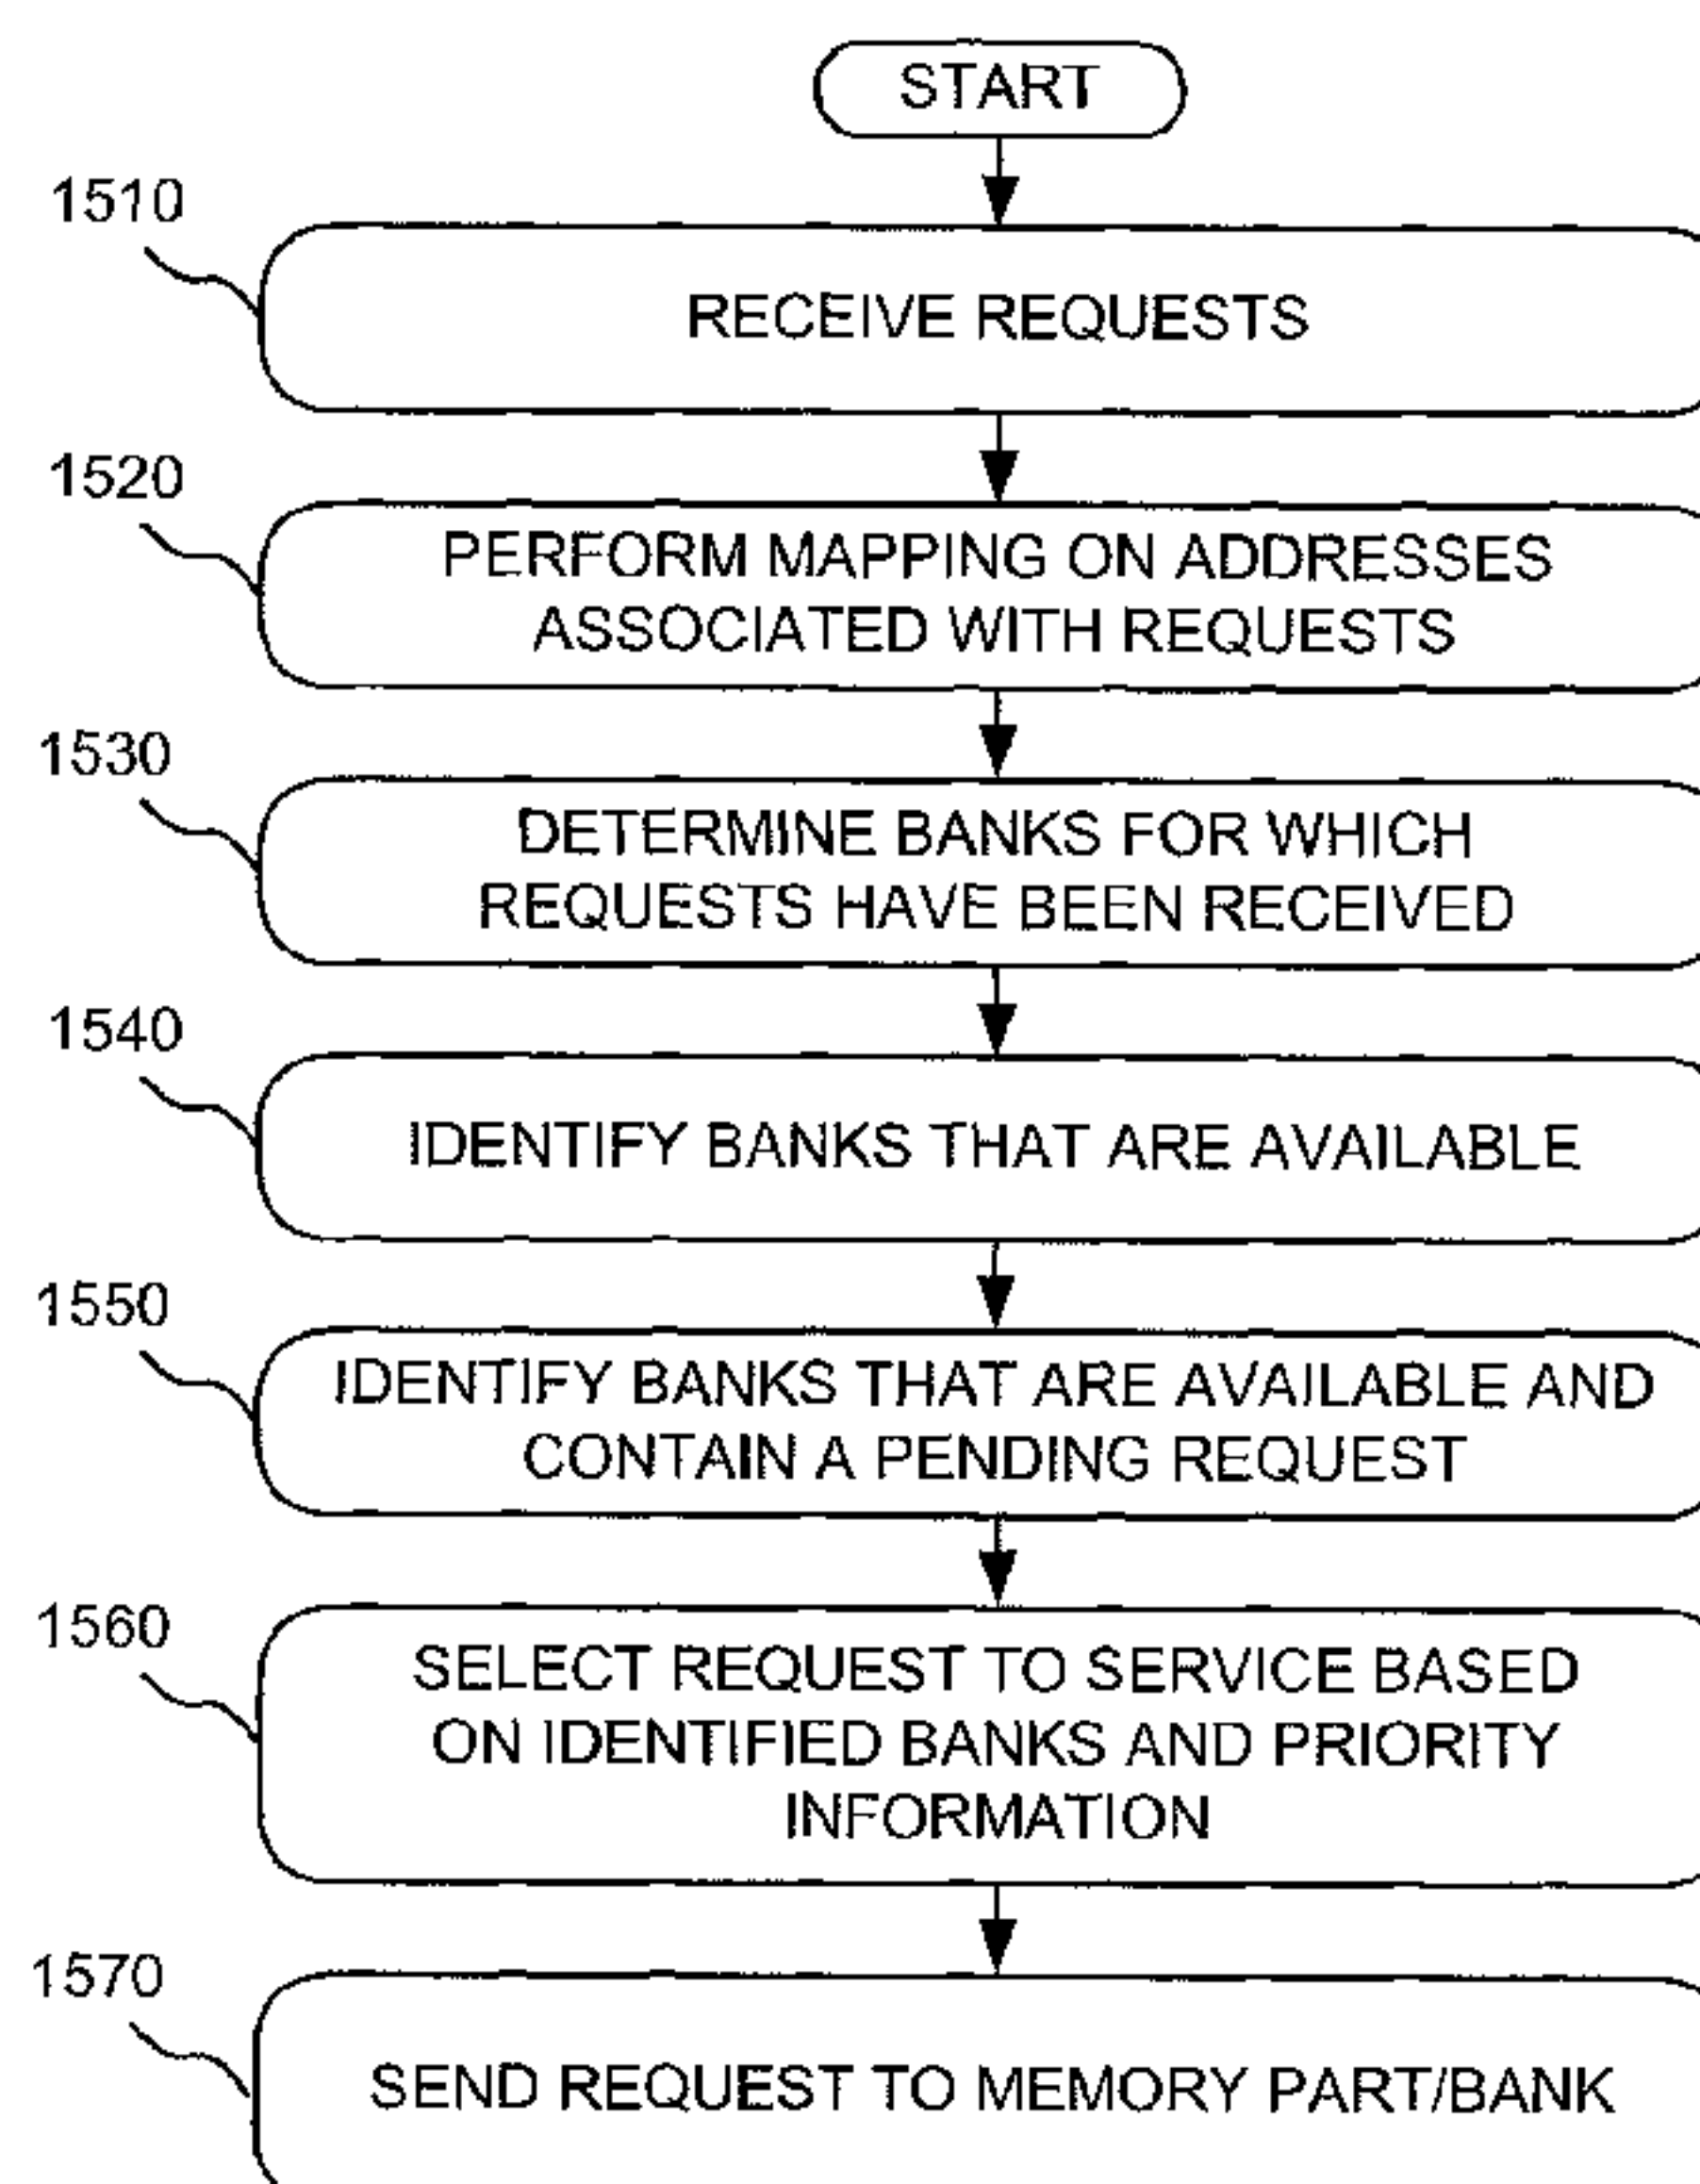 START
1510
RECEIVE REQUESTS
1520
PERFORM MAPPING ON ADDRESSES
ASSOCIATED WITH REQUESTS
1530
DETERMINE BANKS FOR WHICH
REQUESTS HAVE BEEN RECEIVED
1540
IDENTIFY BANKS THAT ARE AVAILABLE
1550
IDENTIFY BANKS THAT ARE AVAILABLE AND
CONTAIN A PENDING REQUEST
1560
SELECT REQUEST TO SERVICE BASED
ON IDENTIFIED BANKS AND PRIORITY
INFORMATION
1570
SEND REQUEST TO MEMORY PART/BANK